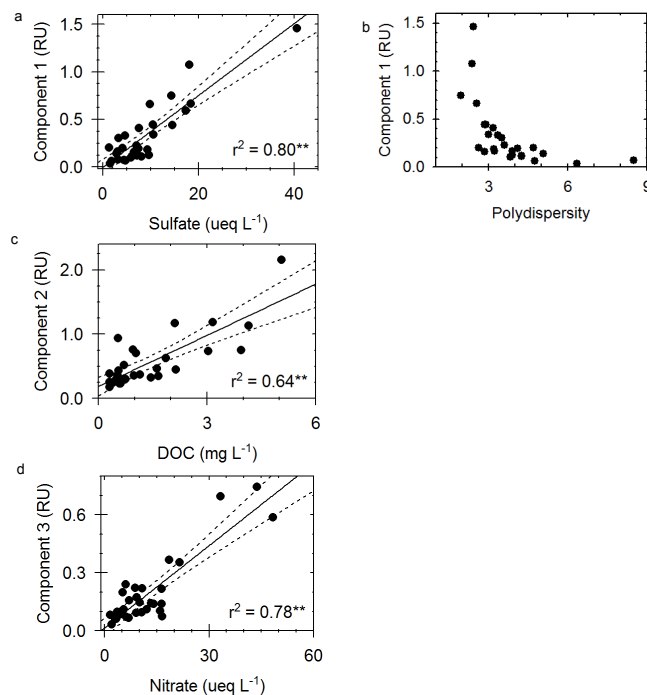 a
Component 1 (RU)
1.5
1.0
0.5
0.0
r² = 0.80**
0
20
40
Sulfate (ueq L⁻¹)
b
Component 1 (RU)
1.5
1.0
0.5
0.0
3
6
9
Polydispersity
c
Component 2 (RU)
2.0
1.0
0.0
r² = 0.64**
0
3
6
DOC (mg L⁻¹)
d
Component 3 (RU)
0.6
0.3
0.0
r² = 0.78**
0
30
60
Nitrate (ueq L⁻¹)